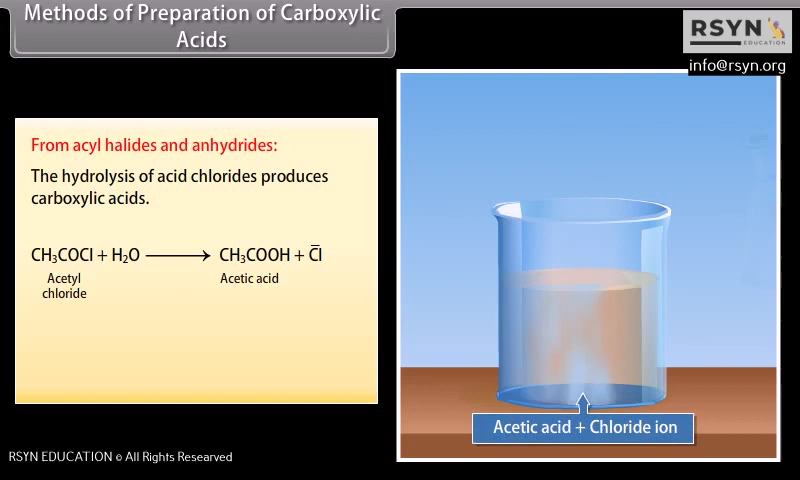 Methods of Preparation of Carboxylic
Acids
RSYN
EDUCATION
info@rsyn.org
From acyl halides and anhydrides:
The hydrolysis of acid chlorides produces
carboxylic acids.
CH₃COCl + H₂O ⟶ CH₃COOH + C̅l
Acetyl
chloride
Acetic acid
Acetic acid + Chloride ion
RSYN EDUCATION © All Rights Researved